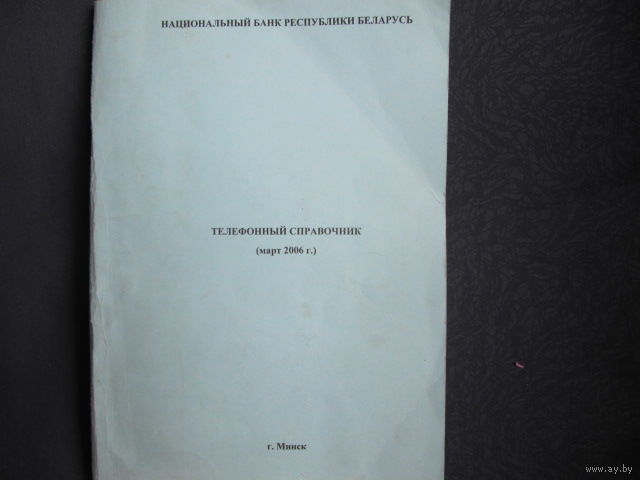 НАЦИОНАЛЬНЫЙ БАНК РЕСПУБЛИКИ БЕЛАРУСЬ
ТЕЛЕФОННЫЙ СПРАВОЧНИК
(март 2006 г.)
г. Минск
www.ay.by